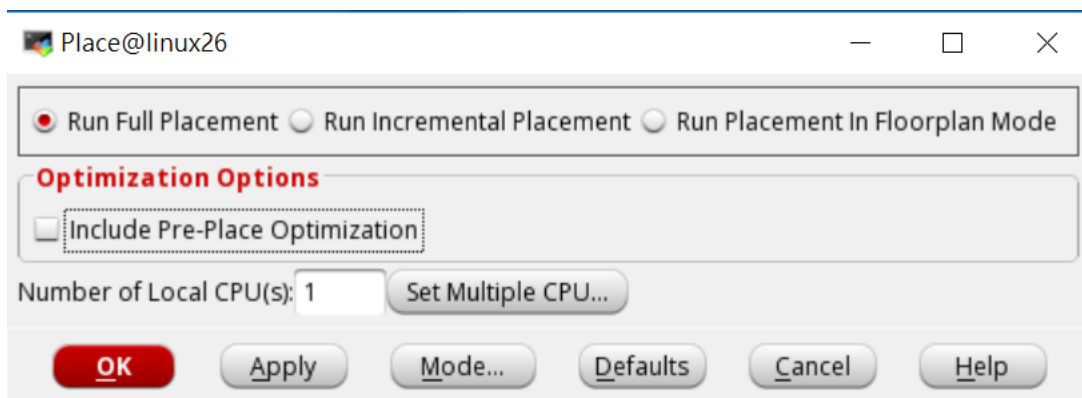 Place@linux26
Run Full Placement Run Incremental Placement Run Placement In Floorplan Mode
Optimization Options
Include Pre-Place Optimization
Number of Local CPU(s): 1 Set Multiple CPU...
OK Apply Mode... Defaults Cancel Help